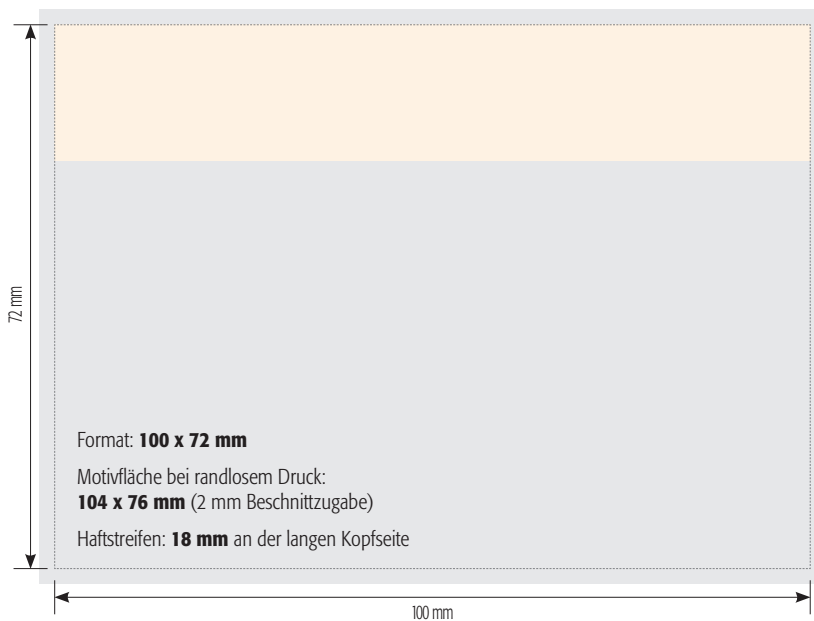 72 mm
Format: 100 x 72 mm
Motivfläche bei randlosem Druck:
104 x 76 mm (2 mm Beschnittzugabe)
Haftstreifen: 18 mm an der langen Kopfseite
100 mm